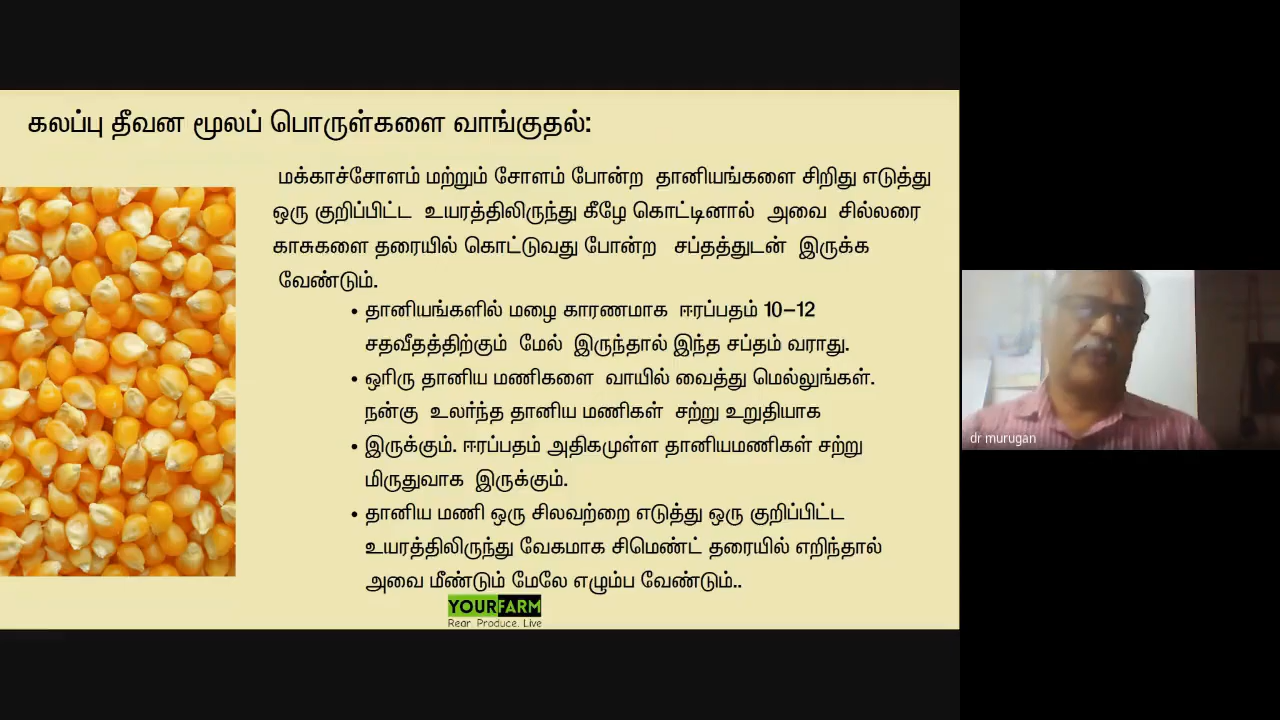 கலப்பு தீவன மூலப் பொருள்களை வாங்குதல்:
மக்காச்சோளம் மற்றும் சோளம் போன்ற தானியங்களை சிறிது எடுத்து
ஒரு குறிப்பிட்ட உயரத்திலிருந்து கீழே கொட்டினால் அவை சில்லரை
காசுகளை தரையில் கொட்டுவது போன்ற சப்தத்துடன் இருக்க
வேண்டும்.
• தானியங்களில் மழை காரணமாக ஈரப்பதம் 10-12
சதவீதத்திற்கும் மேல் இருந்தால் இந்த சப்தம் வராது.
• ஓரிரு தானிய மணிகளை வாயில் வைத்து மெல்லுங்கள்.
நன்கு உலர்ந்த தானிய மணிகள் சற்று உறுதியாக
• இருக்கும். ஈரப்பதம் அதிகமுள்ள தானியமணிகள் சற்று
மிருதுவாக இருக்கும்.
• தானிய மணி ஒரு சிலவற்றை எடுத்து ஒரு குறிப்பிட்ட
உயரத்திலிருந்து வேகமாக சிமெண்ட் தரையில் எறிந்தால்
அவை மீண்டும் மேலே எழும்ப வேண்டும்..
YOURFARM
Rear. Produce. Live
dr murugan